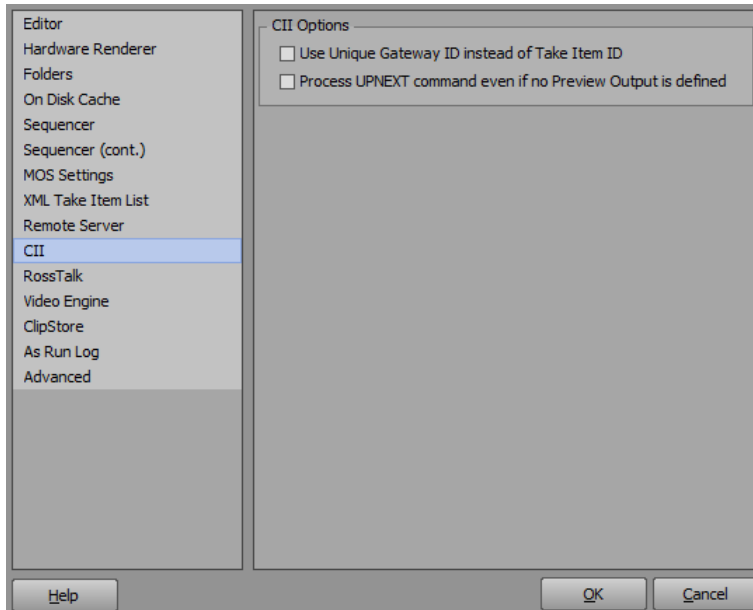 Editor
Hardware Renderer
Folders
On Disk Cache
Sequencer
Sequencer (cont.)
MOS Settings
XML Take Item List
Remote Server
CII
RossTalk
Video Engine
ClipStore
As Run Log
Advanced
CII Options
Use Unique Gateway ID instead of Take Item ID
Process UPNEXT command even if no Preview Output is defined
Help
OK
Cancel